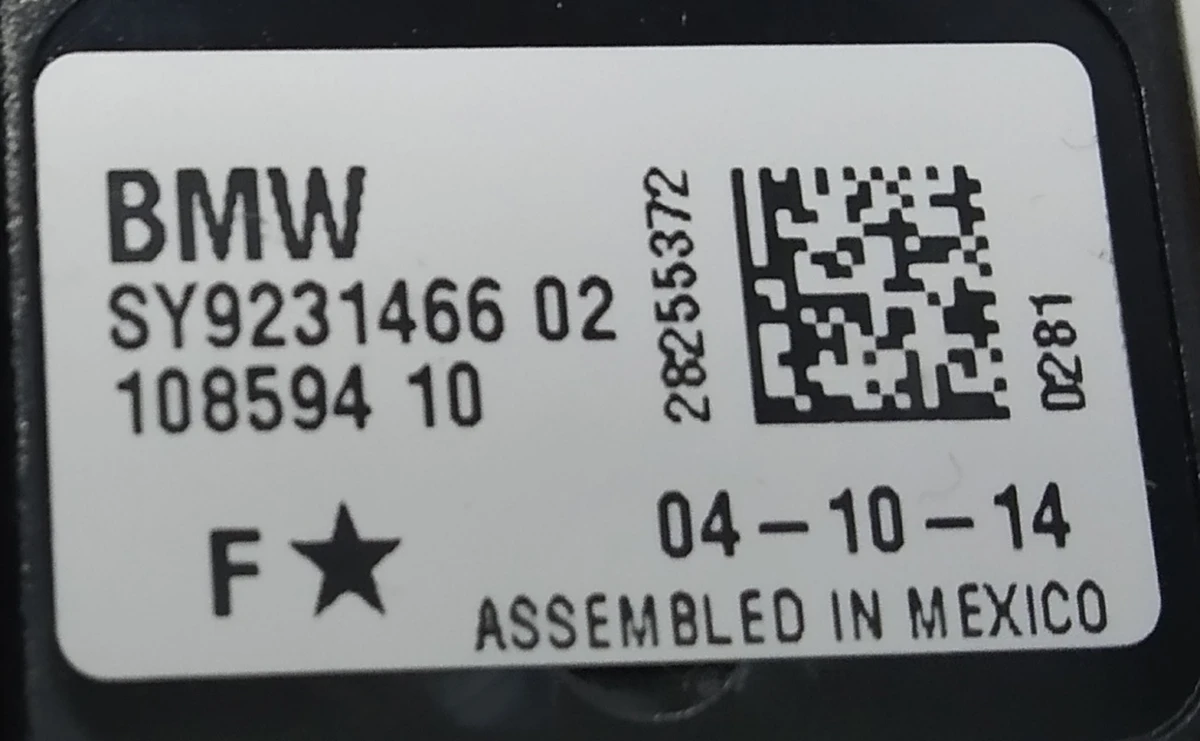 BMW
SY9231466 02
108594 10
28255372
0281
F★
04-10-14
ASSEMBLED IN MEXICO